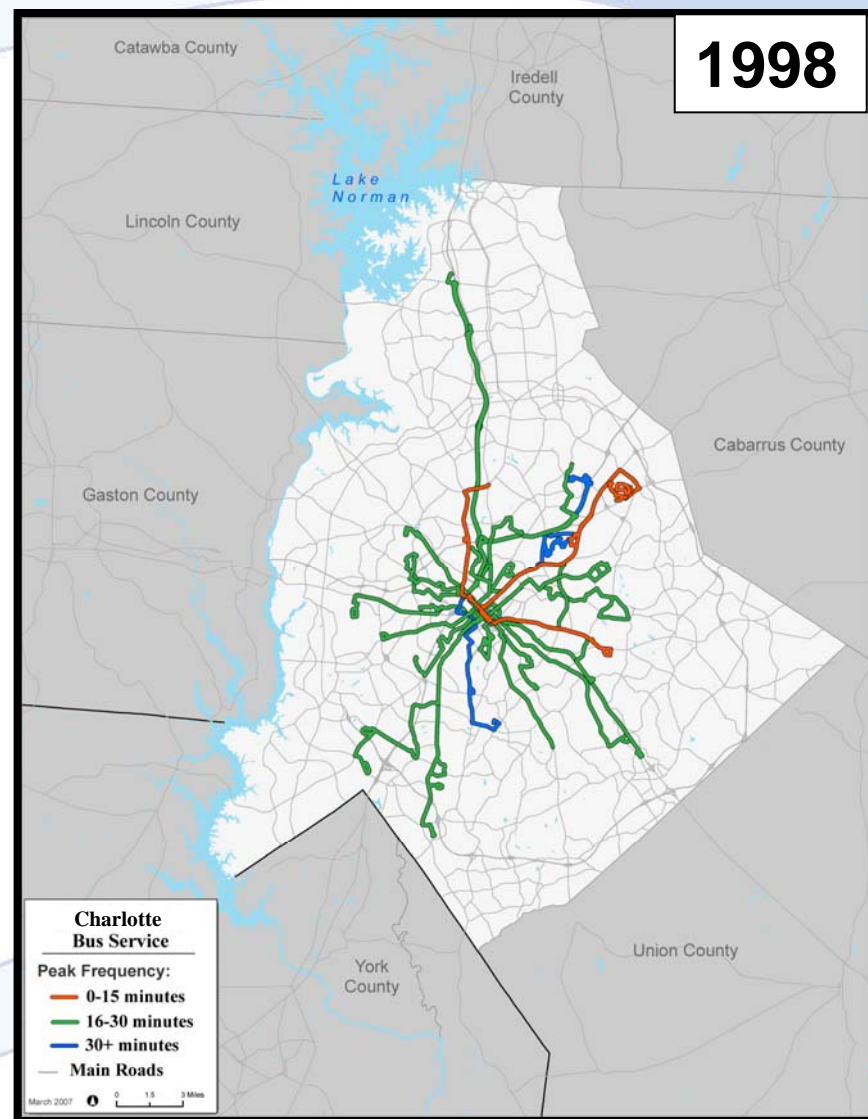 1998
Catawba County
Iredell
County
Lake
Norman
Lincoln County
Cabarrus County
Gaston County
Union County
York
County
Charlotte
Bus Service
Peak Frequency:
0-15 minutes
16-30 minutes
30+ minutes
Main Roads
March 2007
0 1.5 3 Miles